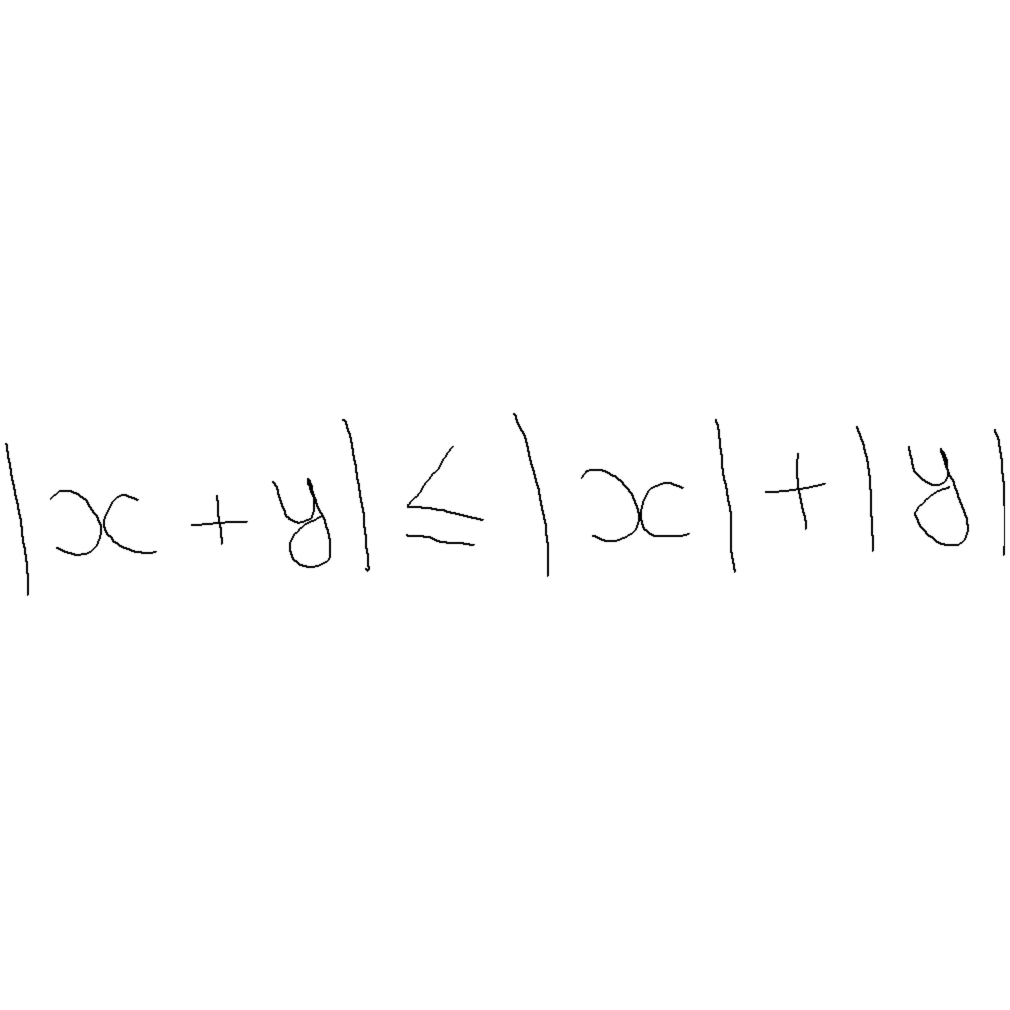 |x + y| ≤ |x| + |y|